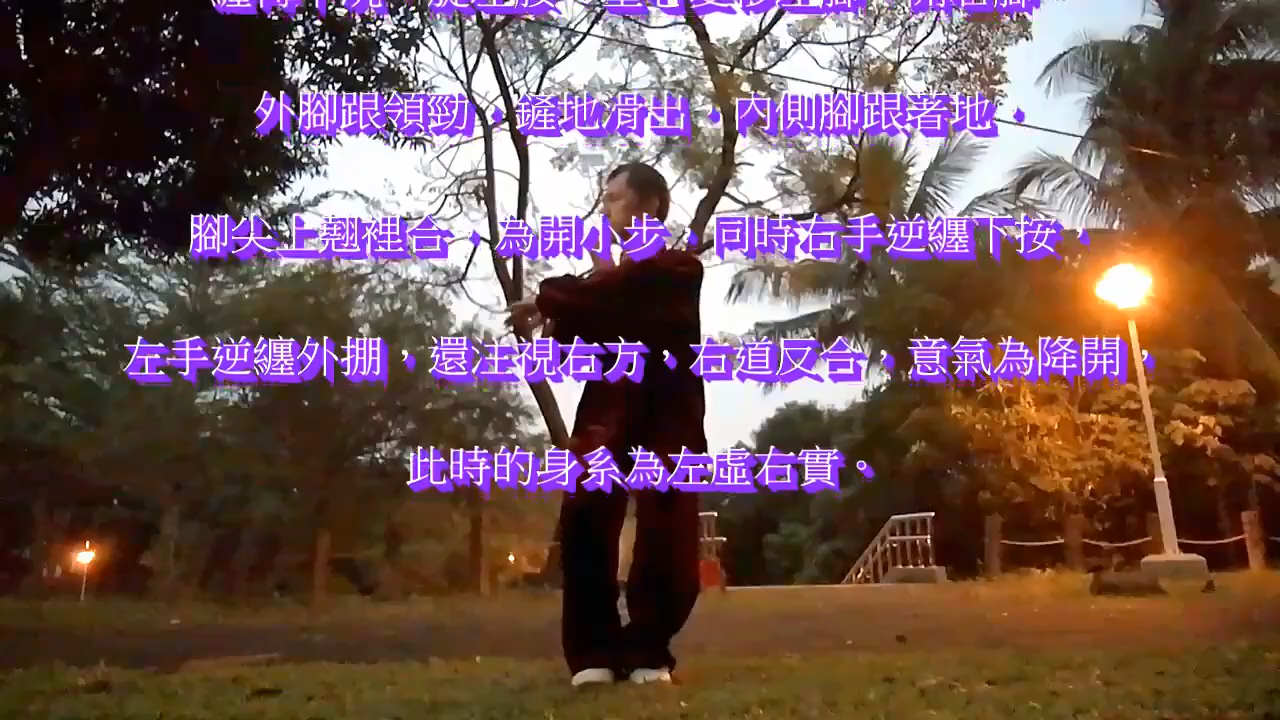 外腳跟領勁，鏟地滑出，內側腳跟著地，
腳尖上翹裡合，為開小步，同時右手逆纏下按，
左手逆纏外掤，還注視右方，右道反合，意氣為降開，
此時的身系為左虛右實。